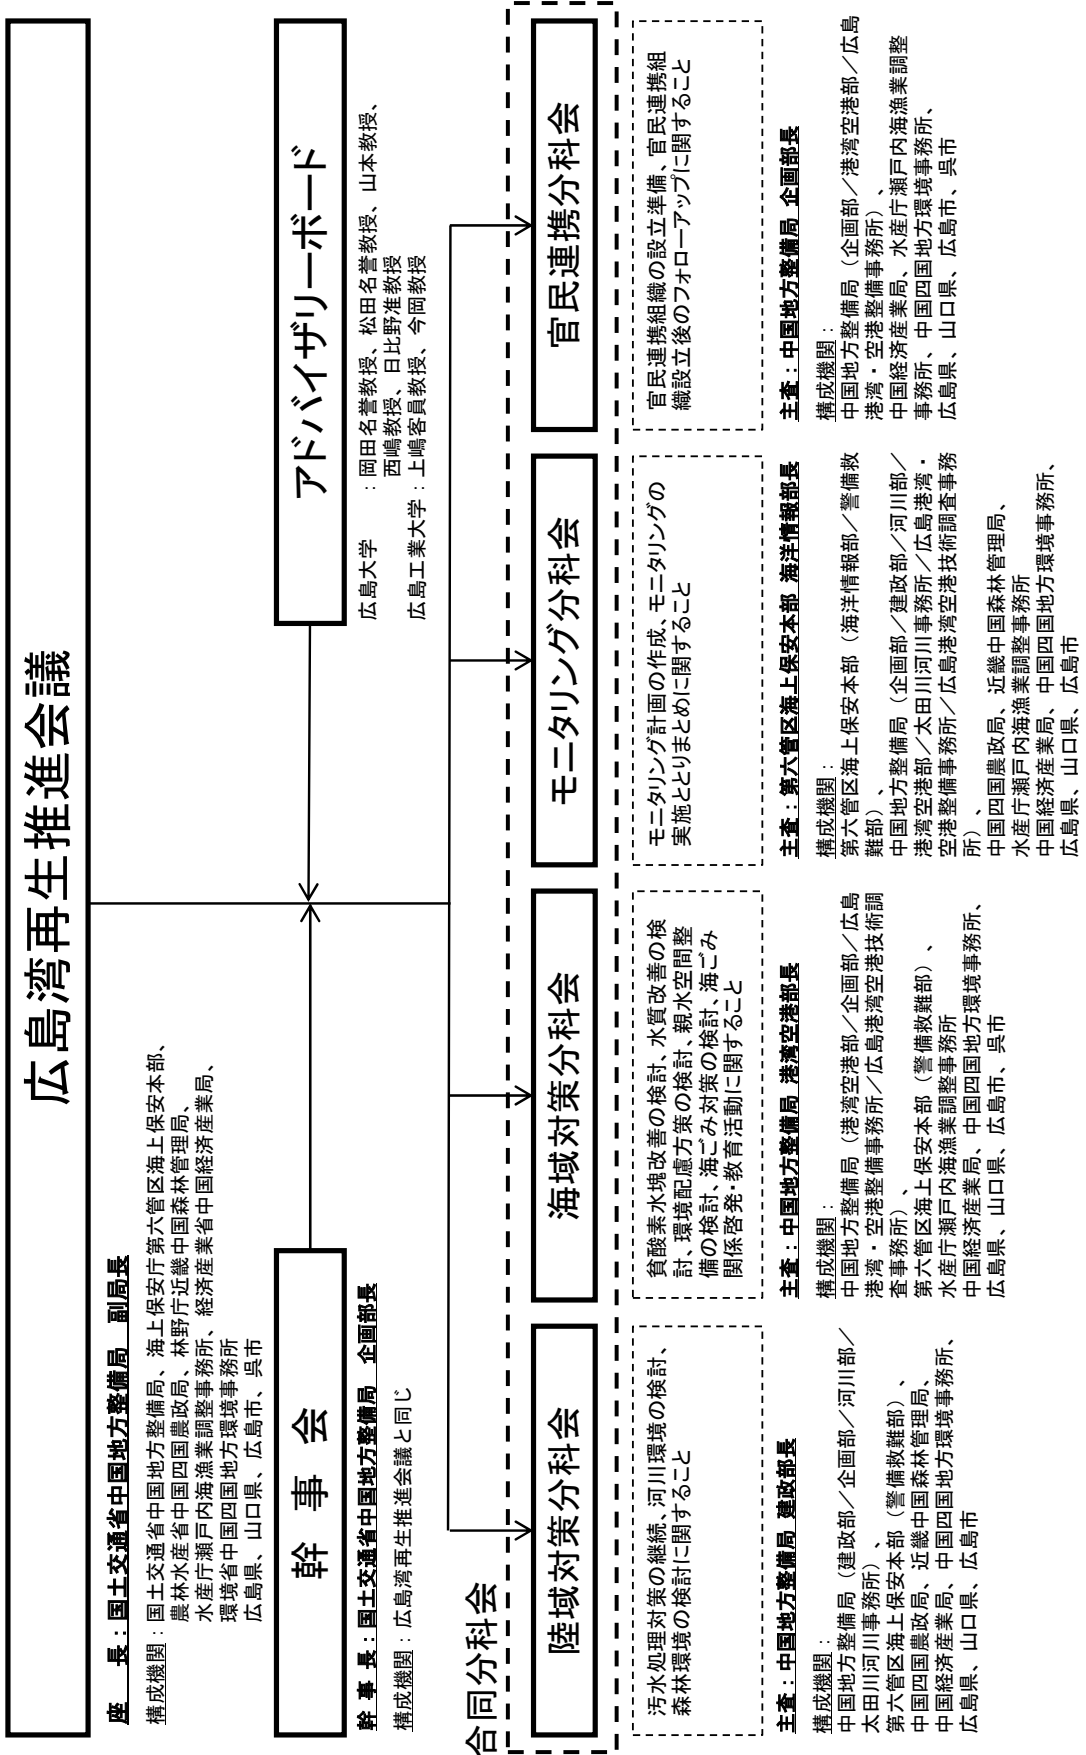 広島湾再生推進会議
座　長：国土交通省中国地方整備局　副局長
構成機関：国土交通省中国地方整備局、海上保安庁第六管区海上保安本部、
農林水産省中国四国農政局、林野庁近畿中国森林管理局、
水産庁瀬戸内海漁業調整事務所、経済産業省中国経済産業局、
環境省中国四国地方環境事務所
広島県、山口県、広島市、呉市
幹　事　会
幹 事 長：国土交通省中国地方整備局　企画部長
構成機関：広島湾再生推進会議と同じ
アドバイザリーボード
広島大学　　：岡田名誉教授、松田名誉教授、山本教授、
西嶋教授、日比野准教授
広島工業大学：上嶋客員教授、今岡教授
合同分科会
陸域対策分科会
汚水処理対策の継続、河川環境の検討、
森林環境の検討に関すること
主査：中国地方整備局 建政部長
構成機関：
中国地方整備局（建政部／企画部／河川部／
太田川河川事務所）、
第六管区海上保安本部（警備救難部）、
中国四国農政局、近畿中国森林管理局、
中国経済産業局、中国四国地方環境事務所、
広島県、山口県、広島市
海域対策分科会
貧酸素水塊改善の検討、水質改善の検
討、環境配慮方策の検討、親水空間整
備の検討、海ごみ対策の検討、海ごみ
関係啓発・教育活動に関すること
主査：中国地方整備局 港湾空港部長
構成機関：
中国地方整備局（港湾空港部／企画部／広島
港湾・空港整備事務所／広島港湾空港技術調
査事務所）、
第六管区海上保安本部（警備救難部）、
水産庁瀬戸内海漁業調整事務所
中国経済産業局、中国四国地方環境事務所、
広島県、山口県、広島市、呉市
モニタリング分科会
モニタリング計画の作成、モニタリングの
実施ととりまとめに関すること
主査：第六管区海上保安本部 海洋情報部長
構成機関：
第六管区海上保安本部（海洋情報部／警備救
難部）、
中国地方整備局（企画部／建政部／河川部／
港湾空港部／太田川河川事務所／広島港湾・
空港整備事務所／広島港湾空港技術調査事務
所）、
中国四国農政局、近畿中国森林管理局、
水産庁瀬戸内海漁業調整事務所
中国経済産業局、中国四国地方環境事務所、
広島県、山口県、広島市
官民連携分科会
官民連携組織の設立準備、官民連携組
織設立後のフォローアップに関すること
主査：中国地方整備局 企画部長
構成機関：
中国地方整備局（企画部／港湾空港部／広島
港湾・空港整備事務所）、
中国経済産業局、水産庁瀬戸内海漁業調整
事務所、中国四国地方環境事務所、
広島県、山口県、広島市、呉市